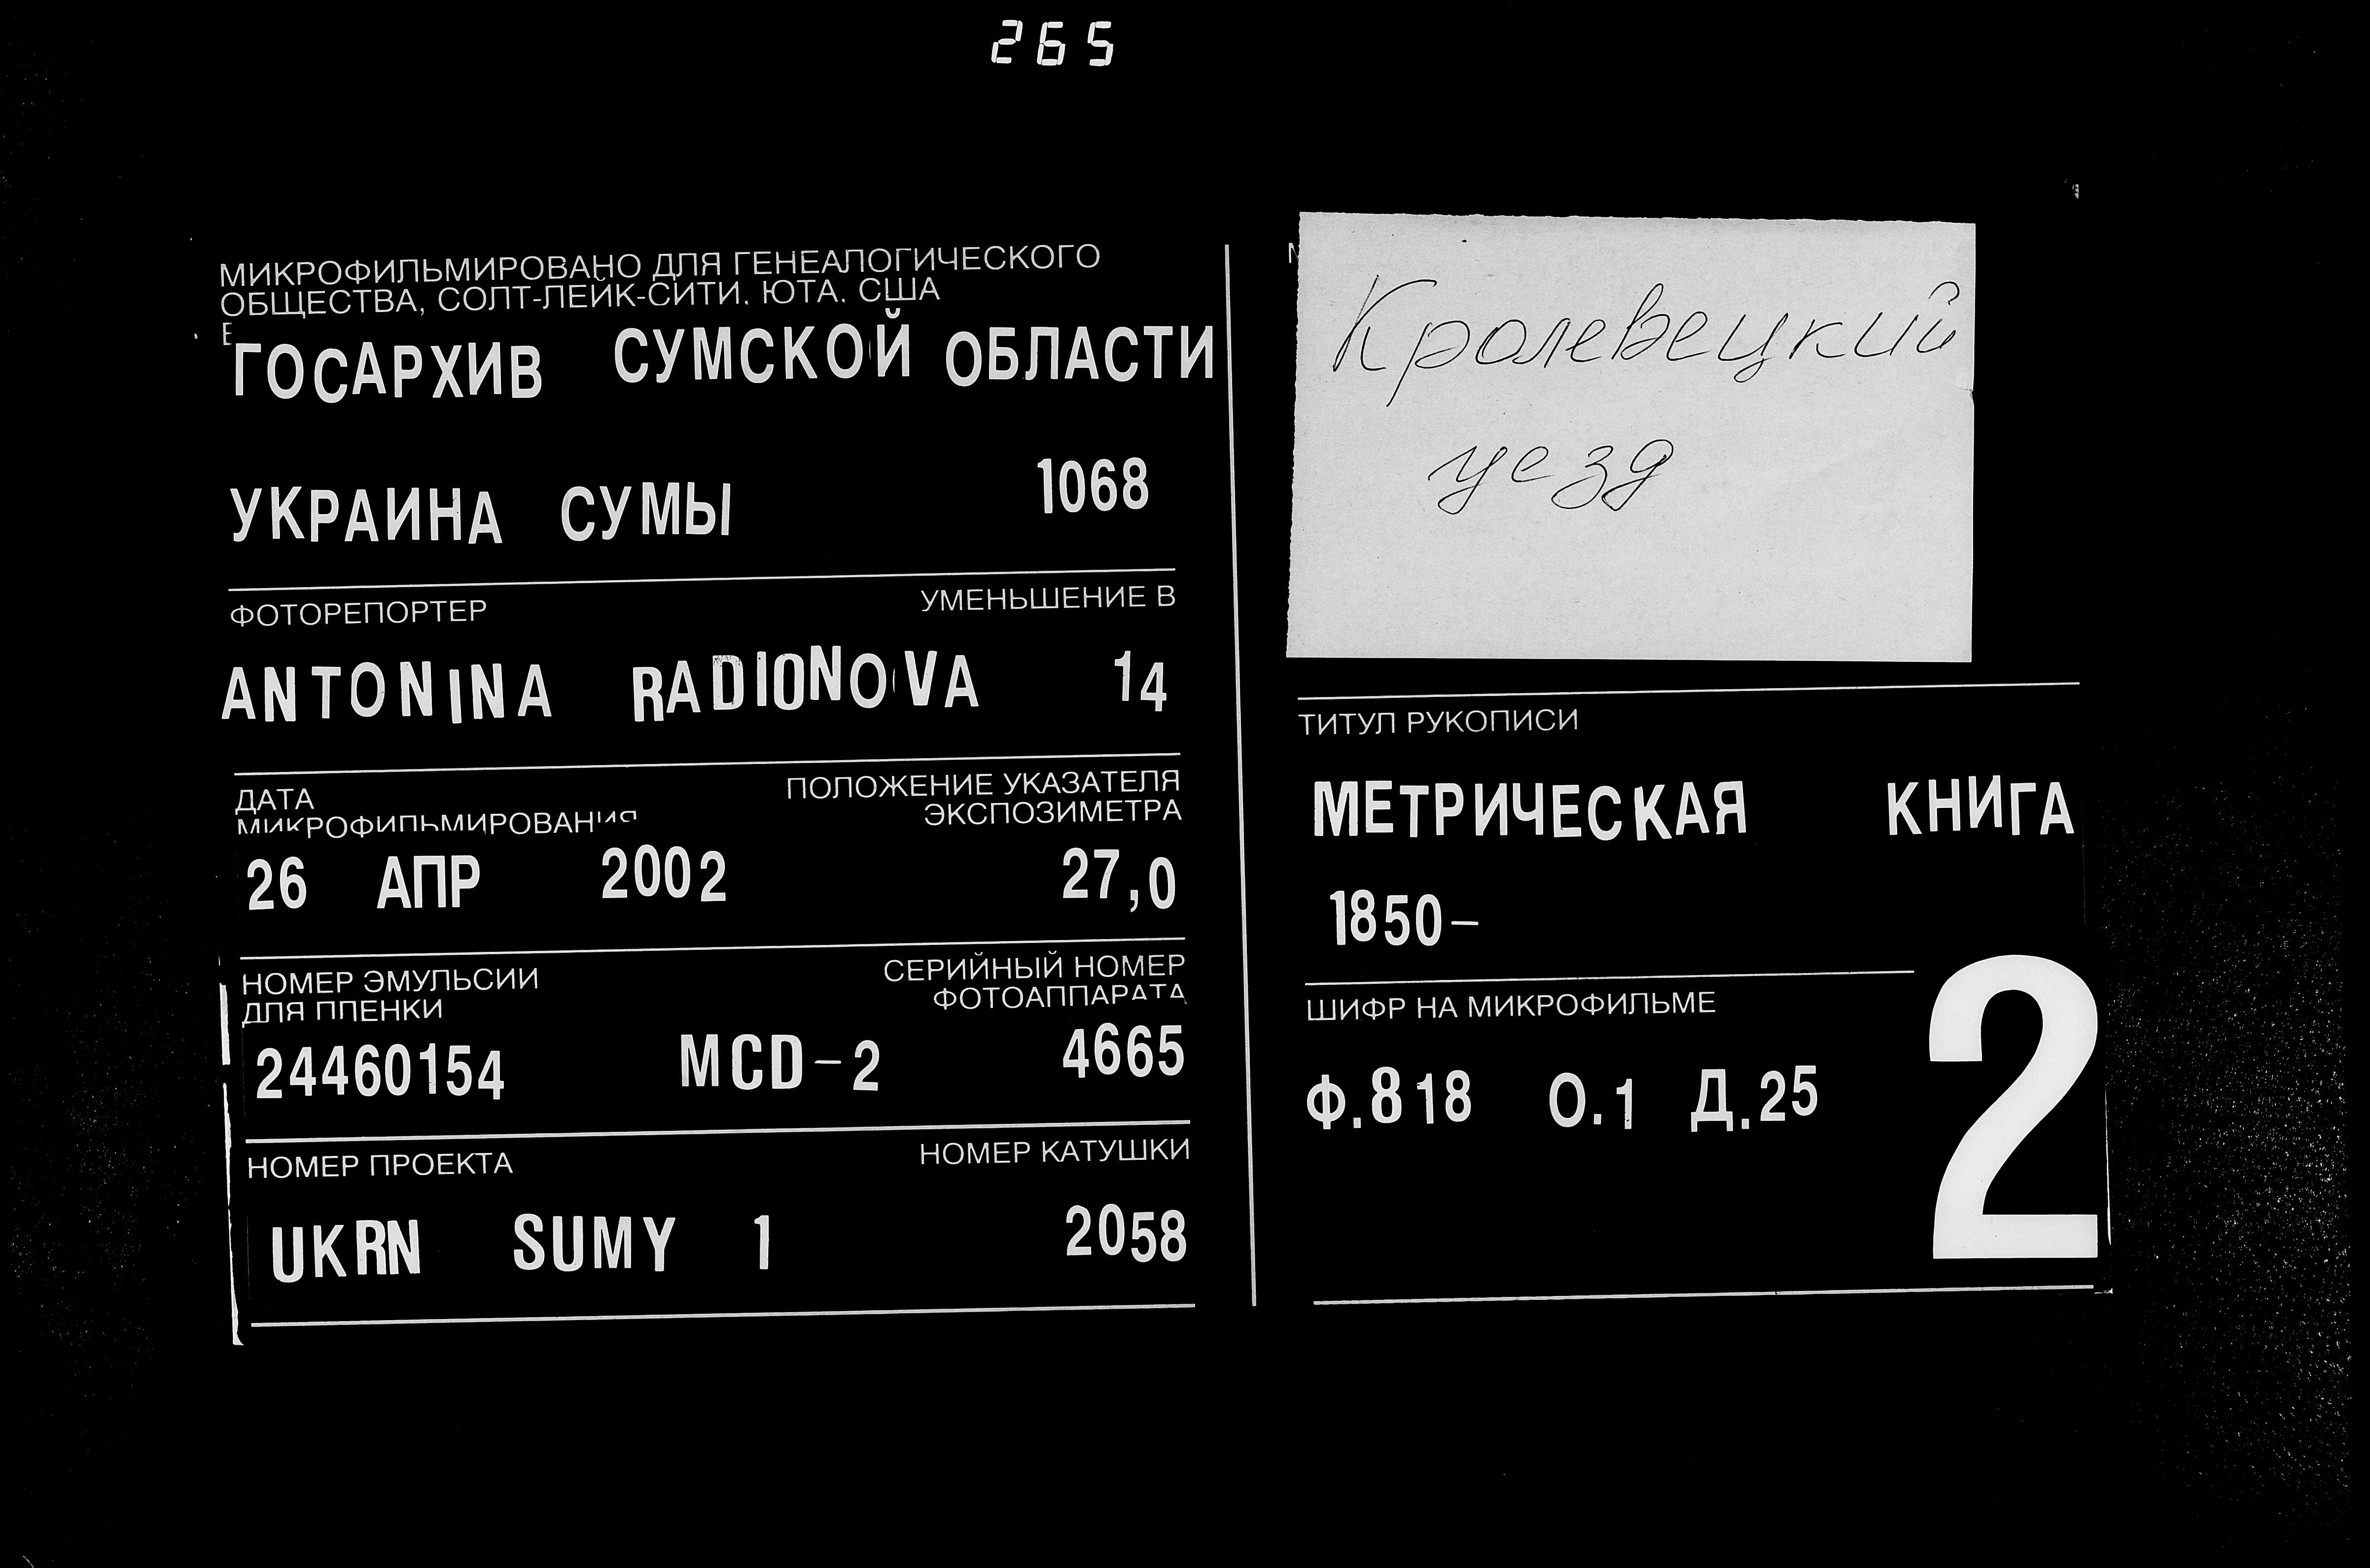 265
МИКРОФИЛЬМИРОВАНО ДЛЯ ГЕНЕАЛОГИЧЕСКОГО
ОБЩЕСТВА, СОЛТ-ЛЕЙК-СИТИ, ЮТА, США
ГОСАРХИВ СУМСКОЙ ОБЛАСТИ
УКРАИНА СУМЫ 1068
ФОТОРЕПОРТЕР УМЕНЬШЕНИЕ В
ANTONINA RADIONOVA 14
ДАТА
МИКРОФИЛЬМИРОВАНИЯ
ПОЛОЖЕНИЕ УКАЗАТЕЛЯ
ЭКСПОЗИМЕТРА
26 АПР 2002 27,0
НОМЕР ЭМУЛЬСИИ
ДЛЯ ПЛЕНКИ
СЕРИЙНЫЙ НОМЕР
ФОТОАППАРАТА
24460154 MCD-2 4665
НОМЕР ПРОЕКТА НОМЕР КАТУШКИ
UKRN SUMY 1 2058
Кролевецкий
уезд
ТИТУЛ РУКОПИСИ
МЕТРИЧЕСКАЯ КНИГА
1850-
ШИФР НА МИКРОФИЛЬМЕ
Ф.818 О.1 Д.25
2